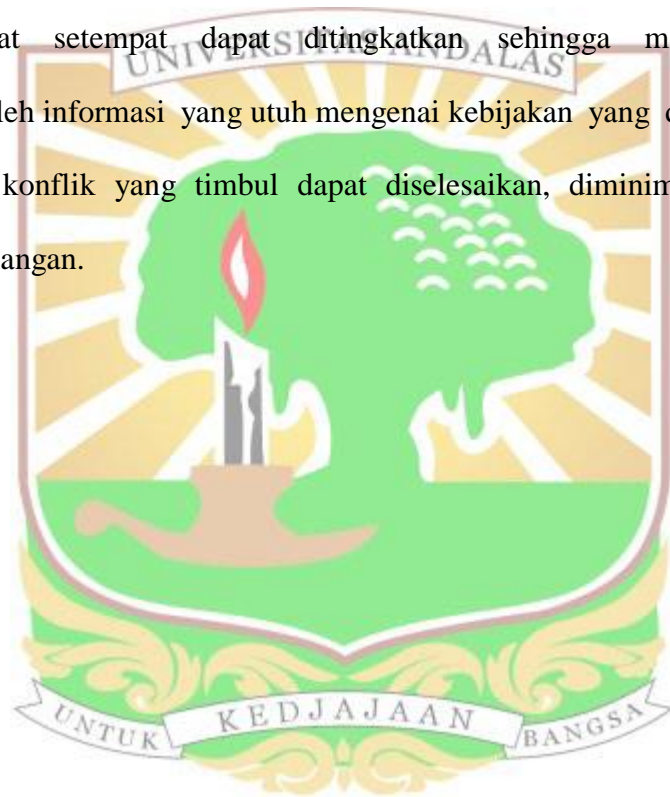 at setempat dapat ditingkatkan sehingga m
UNIVERSITAS ANDALAS
leh informasi yang utuh mengenai kebijakan yang
konflik yang timbul dapat diselesaikan, diminim
angan.
UNTUK KEDJAJAAN BANGSA